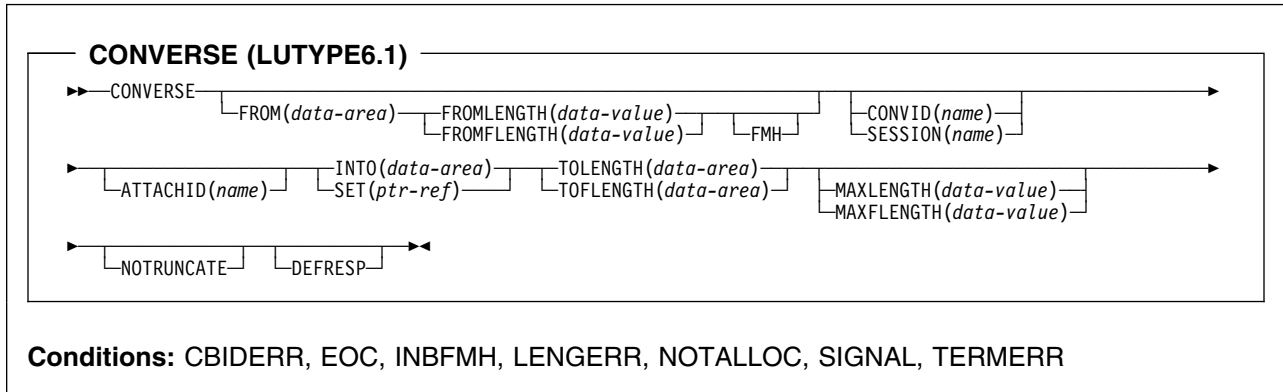 CONVERSE (LUTYPE6.1)
CONVERSE
FROM(data-area) FROMLENGTH(data-value) CONVID(name)
FROMFLENGTH(data-value) FMH SESSION(name)
INTO(data-area) TOLENGTH(data-area)
ATTACHID(name) SET(ptr-ref) TOFLENGTH(data-area) MAXLENGTH(data-value)
MAXFLENGTH(data-value)
NOTRUNCATE DEFRESP
Conditions: CBIDERR, EOC, INBFMH, LENGERR, NOTALLOC, SIGNAL, TERMERR